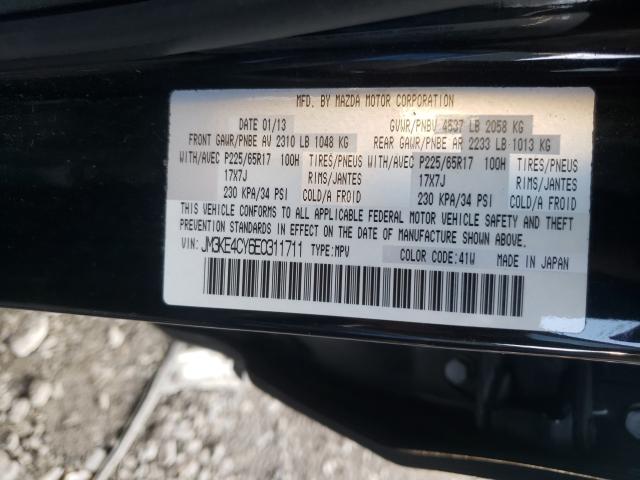 MFD. BY MAZDA MOTOR CORPORATION
DATE 01/13 GVWR/PNBV 4537 LB 2058 KG
FRONT GAWR/PNBE AV 2310 LB 1048 KG REAR GAWR/PNBE AR 2233 LB 1013 KG
WITH/AVEC P225/65R17 100H TIRES/PNEUS WITH/AVEC P225/65R17 100H TIRES/PNEUS
17X7J RIMS/JANTES 17X7J RIMS/JANTES
230 KPA/34 PSI COLD/A FROID 230 KPA/34 PSI COLD/A FROID
THIS VEHICLE CONFORMS TO ALL APPLICABLE FEDERAL MOTOR VEHICLE SAFETY AND THEFT
PREVENTION STANDARDS IN EFFECT ON THE DATE OF MANUFACTURE SHOWN ABOVE.
VIN: JM3KE4CY6E0311711 TYPE:MPV
COLOR CODE:41W MADE IN JAPAN